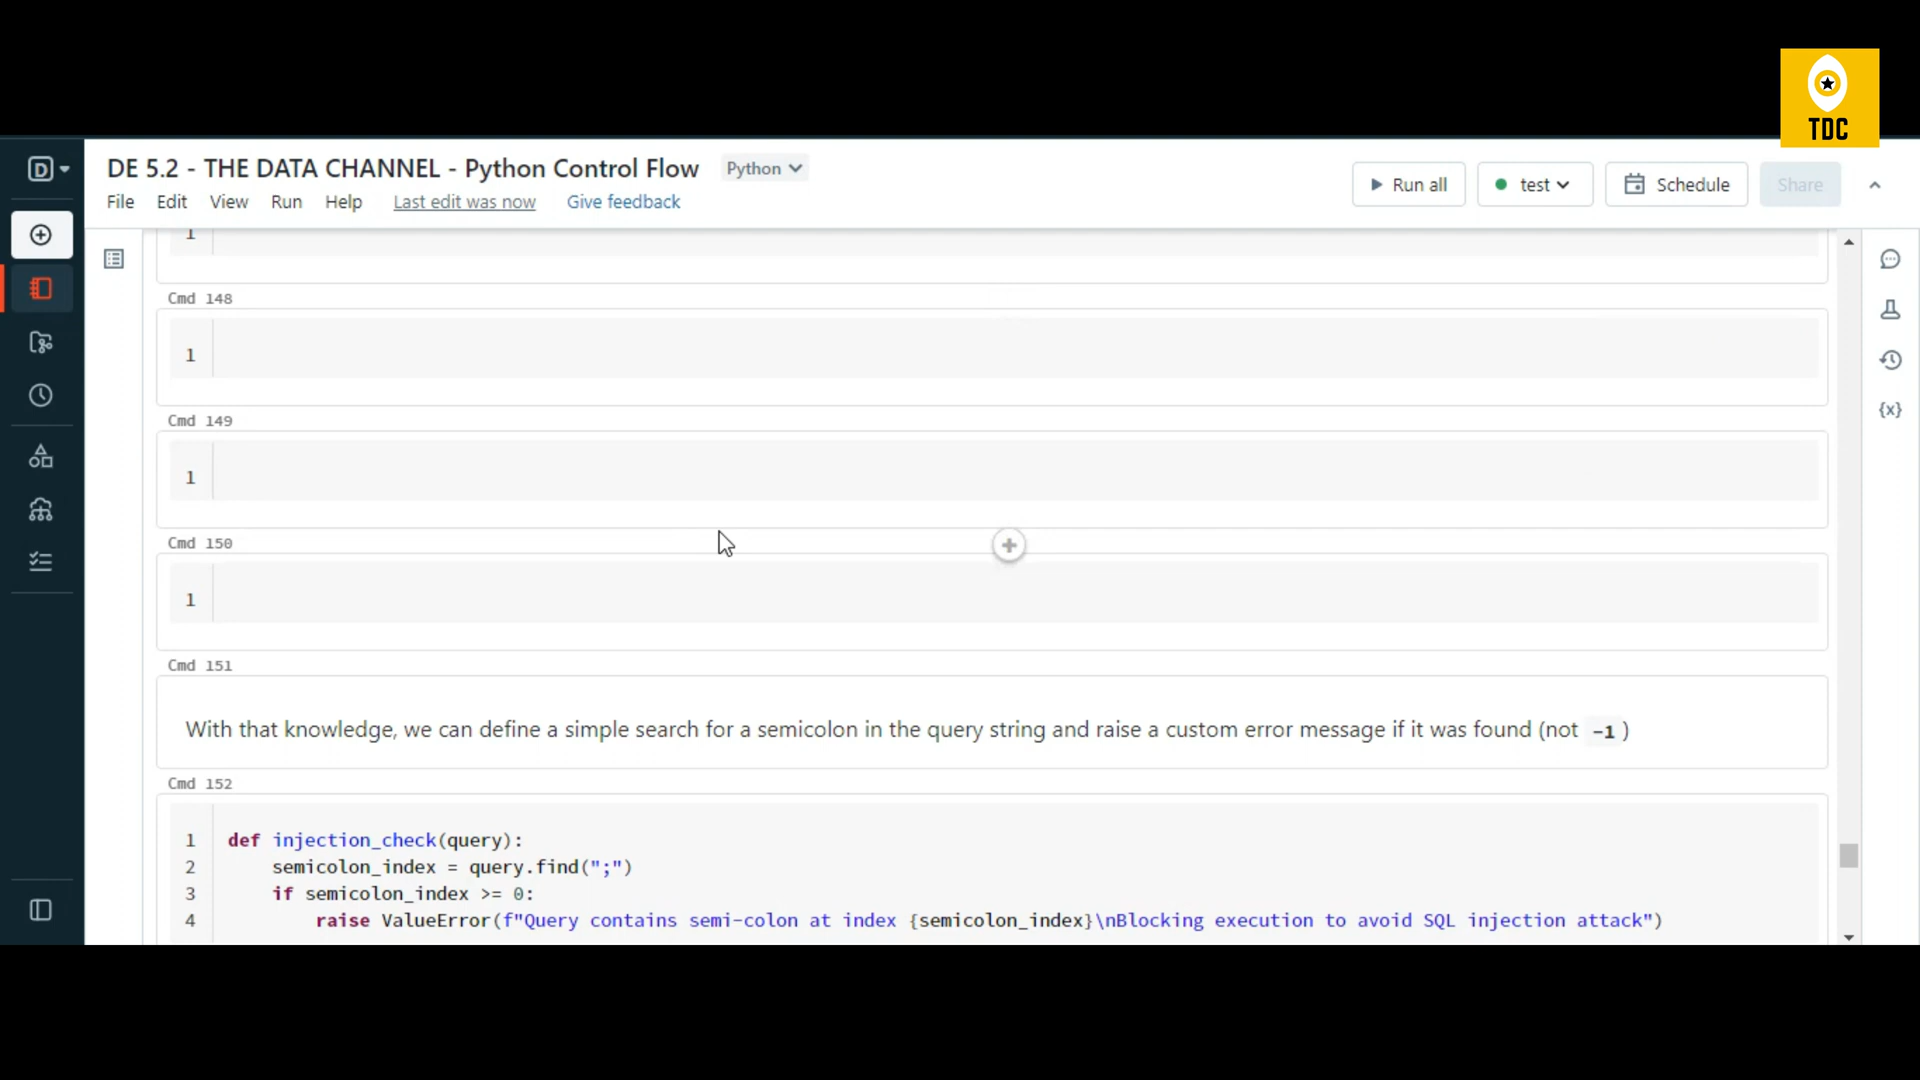 TDC
DE 5.2 - THE DATA CHANNEL - Python Control Flow
Python
File Edit View Run Help Last edit was now Give feedback
Run all
test
Schedule
Share
D
1
Cmd 148
1
Cmd 149
1
Cmd 150
1
Cmd 151
With that knowledge, we can define a simple search for a semicolon in the query string and raise a custom error message if it was found (not -1 )
Cmd 152
1 def injection_check(query):
2 semicolon_index = query.find(";")
3 if semicolon_index >= 0:
4 raise ValueError(f"Query contains semi-colon at index {semicolon_index}\nBlocking execution to avoid SQL injection attack")
{x}